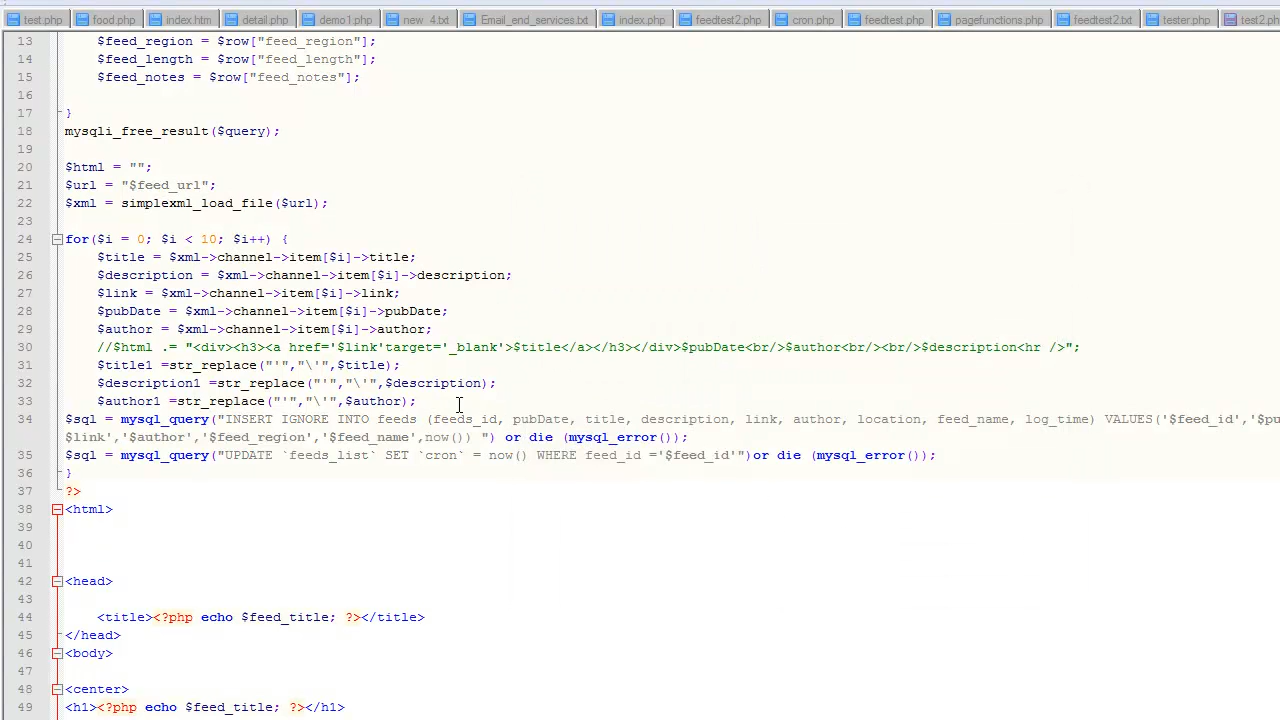 test.php food.php index.htm detail.php demo1.php new 4.txt Email_end_services.txt index.php feedtest2.php cron.php feedtest.php pagefunctions.php feedtest2.txt tester.php test2.ph
13 $feed_region = $row["feed_region"];
14 $feed_length = $row["feed_length"];
15 $feed_notes = $row["feed_notes"];
16
17 }
18 mysqli_free_result($query);
19
20 $html = "";
21 $url = "$feed_url";
22 $xml = simplexml_load_file($url);
23
24 for($i = 0; $i < 10; $i++) {
25 $title = $xml->channel->item[$i]->title;
26 $description = $xml->channel->item[$i]->description;
27 $link = $xml->channel->item[$i]->link;
28 $pubDate = $xml->channel->item[$i]->pubDate;
29 $author = $xml->channel->item[$i]->author;
30 //$html .= "<div><h3><a href='$link'target='_blank'>$title</a></h3></div>$pubDate<br/>$author<br/><br/>$description<hr />";
31 $title1 =str_replace("'","\'",$title);
32 $description1 =str_replace("'","\'",$description);
33 $author1 =str_replace("'","\'",$author);
34 $sql = mysql_query("INSERT IGNORE INTO feeds (feeds_id, pubDate, title, description, link, author, location, feed_name, log_time) VALUES('$feed_id','$pu
$link','$author','$feed_region','$feed_name',now()) ") or die (mysql_error());
35 $sql = mysql_query("UPDATE `feeds_list` SET `cron` = now() WHERE feed_id ='$feed_id'")or die (mysql_error());
36 }
37 ?>
38 <html>
39
40
41
42 <head>
43
44 <title><?php echo $feed_title; ?></title>
45 </head>
46 <body>
47
48 <center>
49 <h1><?php echo $feed_title; ?></h1>